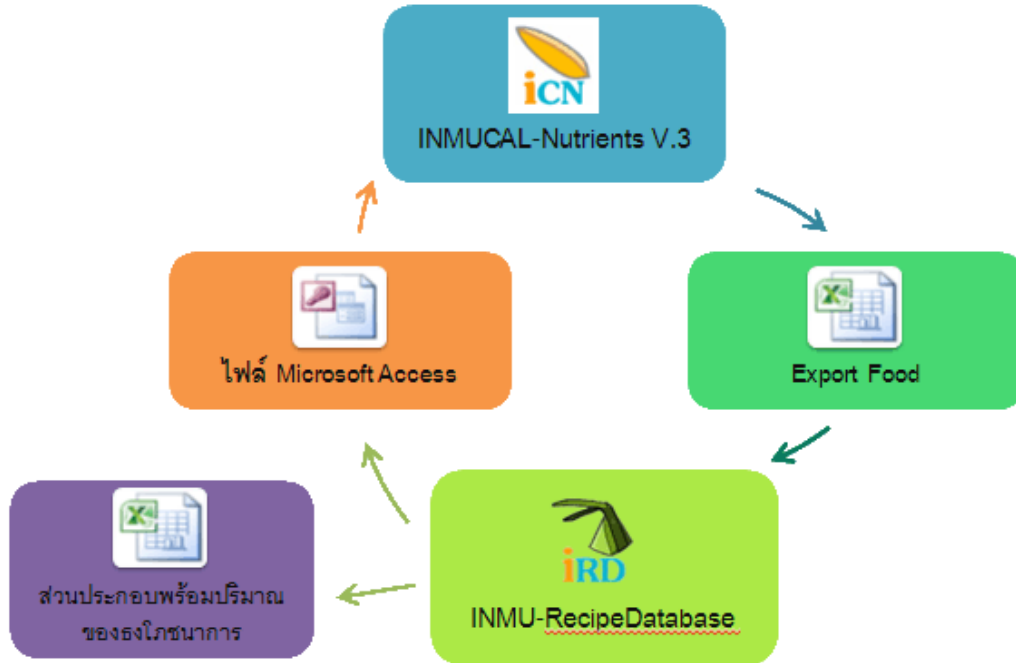 iCN
INMUCAL-Nutrients V.3
ไฟล์ Microsoft Access
Export Food
ส่วนประกอบพร้อมปริมาณ
ของธงโภชนาการ
iRD
INMU-RecipeDatabase